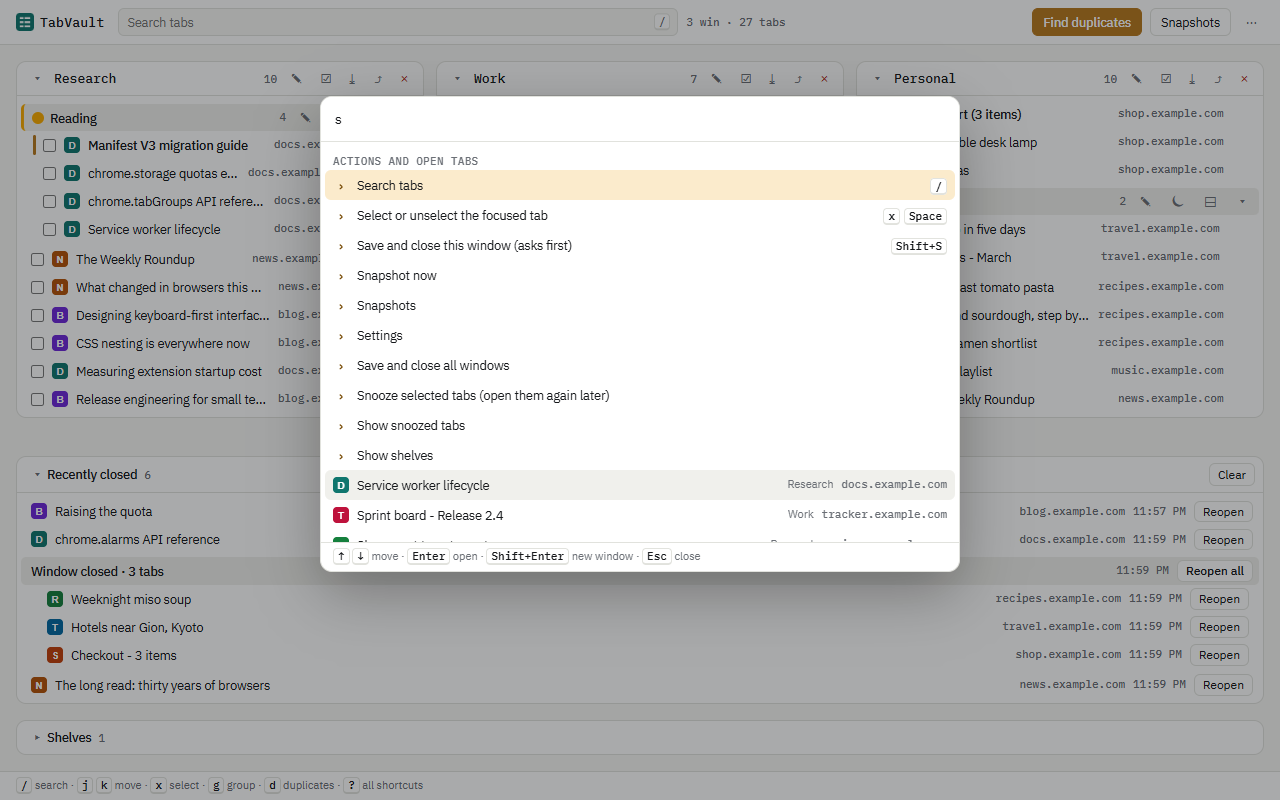 TabVault Search tabs / 3 win · 27 tabs Find duplicates Snapshots ···
Research 10
Work 7
Personal 10
Reading 4
D Manifest V3 migration guide docs.ex
D chrome.storage quotas e... docs.exampl
D chrome.tabGroups API refere... docs.ex
D Service worker lifecycle docs.ex
N The Weekly Roundup news.exampl
N What changed in browsers this ... news.ex
B Designing keyboard-first interfac... blog.ex
B CSS nesting is everywhere now blog.ex
D Measuring extension startup cost docs.ex
B Release engineering for small te... blog.ex
rt (3 items) shop.example.com
ble desk lamp shop.example.com
as shop.example.com
2
in five days travel.example.com
s - March travel.example.com
ast tomato pasta recipes.example.com
d sourdough, step by... recipes.example.com
amen shortlist recipes.example.com
laylist music.example.com
ekly Roundup news.example.com
s
ACTIONS AND OPEN TABS
› Search tabs /
› Select or unselect the focused tab x Space
› Save and close this window (asks first) Shift+S
› Snapshot now
› Snapshots
› Settings
› Save and close all windows
› Snooze selected tabs (open them again later)
› Show snoozed tabs
› Show shelves
D Service worker lifecycle Research docs.example.com
T Sprint board - Release 2.4 Work tracker.example.com
↑ ↓ move · Enter open · Shift+Enter new window · Esc close
Recently closed 6 Clear
B Raising the quota blog.example.com 11:57 PM Reopen
D chrome.alarms API reference docs.example.com 11:59 PM Reopen
Window closed · 3 tabs 11:59 PM Reopen all
R Weeknight miso soup recipes.example.com 11:59 PM Reopen
T Hotels near Gion, Kyoto travel.example.com 11:59 PM Reopen
S Checkout - 3 items shop.example.com 11:59 PM Reopen
N The long read: thirty years of browsers news.example.com 11:59 PM Reopen
Shelves 1
/ search · j k move · x select · g group · d duplicates · ? all shortcuts